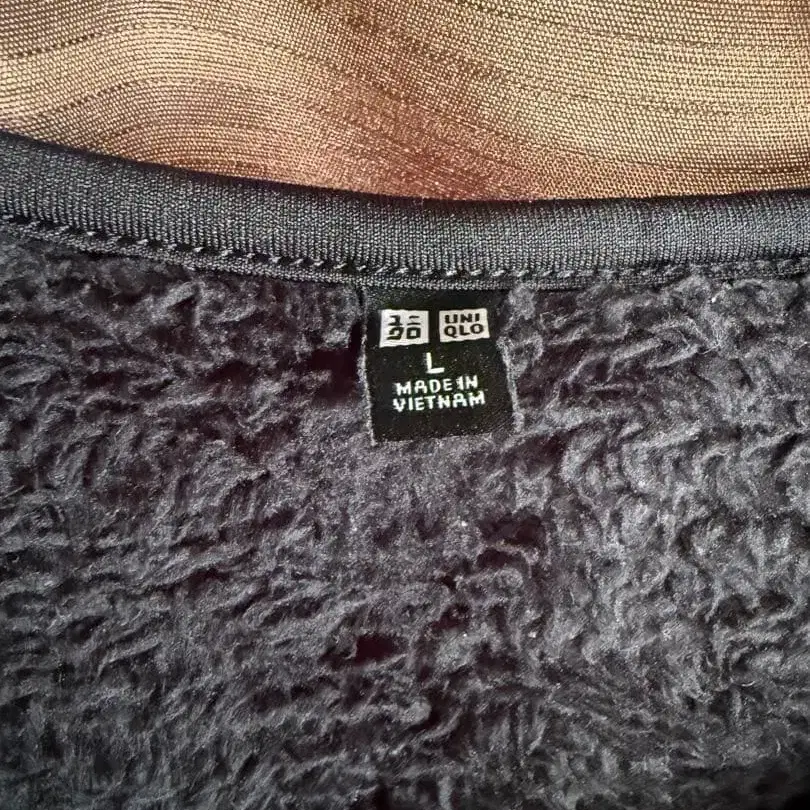 ユニ UNI
クロ QLO
L
MADE IN
VIETNAM